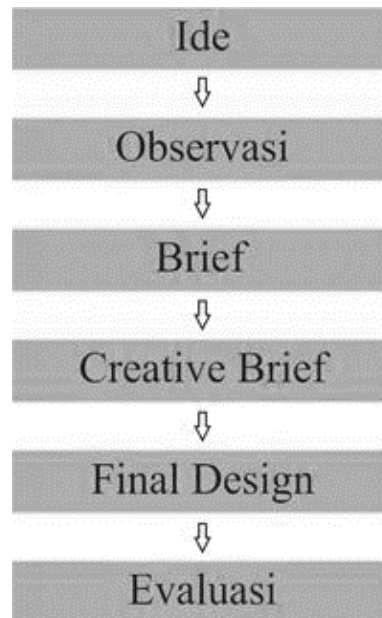 Ide
Observasi
Brief
Creative Brief
Final Design
Evaluasi